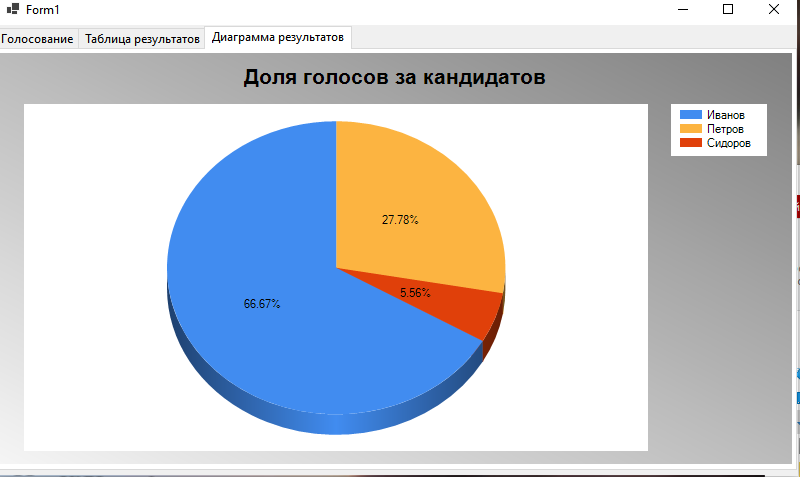 Form1
Голосование Таблица результатов Диаграмма результатов
Доля голосов за кандидатов
Иванов
Петров
Сидоров
27.78%
5.56%
66.67%